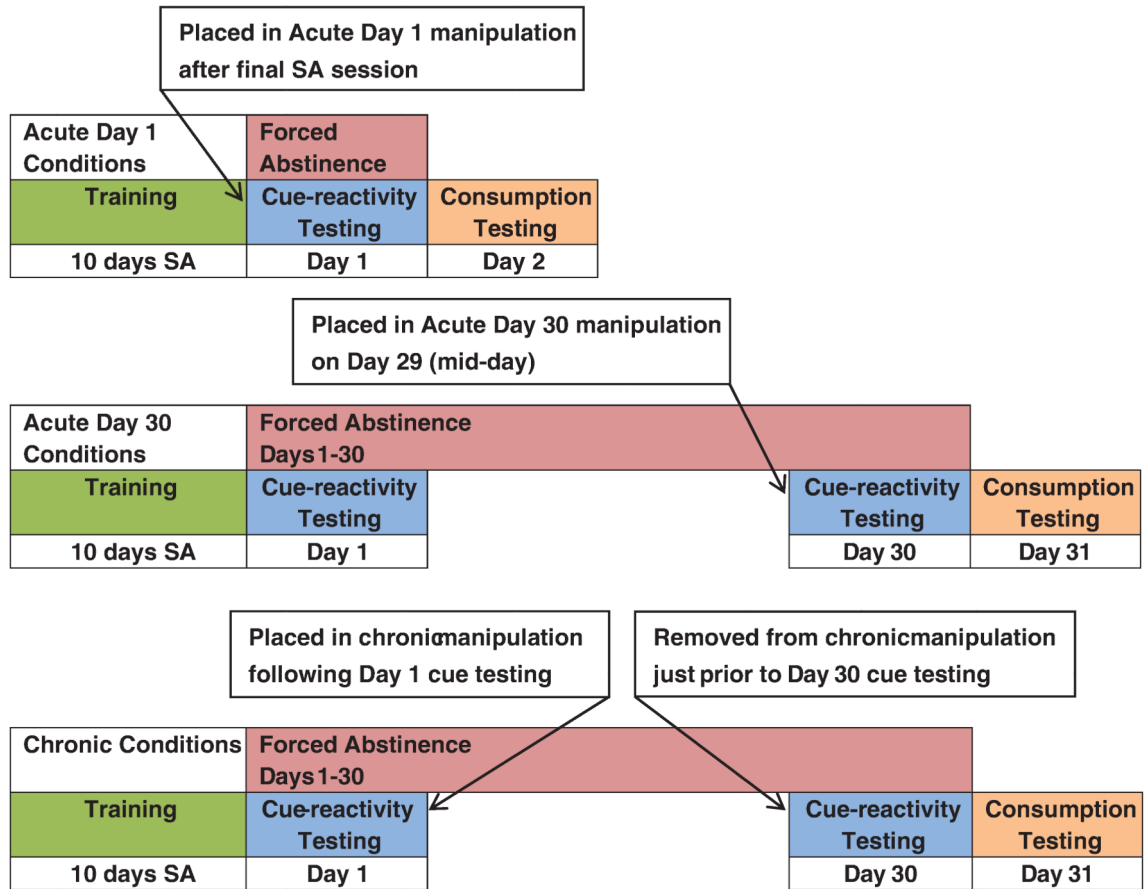 Placed in Acute Day 1 manipulation
after final SA session
Acute Day 1
Conditions
Forced
Abstinence
Training
Cue-reactivity
Testing
Consumption
Testing
10 days SA
Day 1
Day 2
Placed in Acute Day 30 manipulation
on Day 29 (mid-day)
Acute Day 30
Conditions
Forced Abstinence
Days1-30
Training
Cue-reactivity
Testing
Cue-reactivity
Testing
Consumption
Testing
10 days SA
Day 1
Day 30
Day 31
Placed in chronicmanipulation
following Day 1 cue testing
Removed from chronicmanipulation
just prior to Day 30 cue testing
Chronic Conditions
Forced Abstinence
Days1-30
Training
Cue-reactivity
Testing
Cue-reactivity
Testing
Consumption
Testing
10 days SA
Day 1
Day 30
Day 31